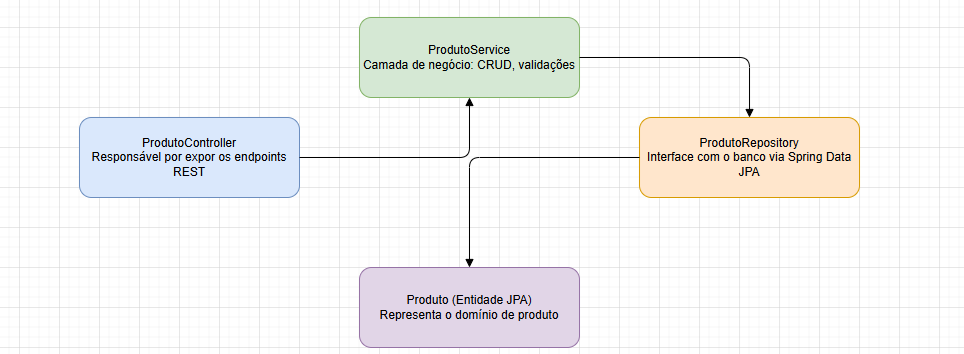 ProdutoService
Camada de negócio: CRUD, validações
ProdutoController
Responsável por expor os endpoints
REST
ProdutoRepository
Interface com o banco via Spring Data
JPA
Produto (Entidade JPA)
Representa o domínio de produto